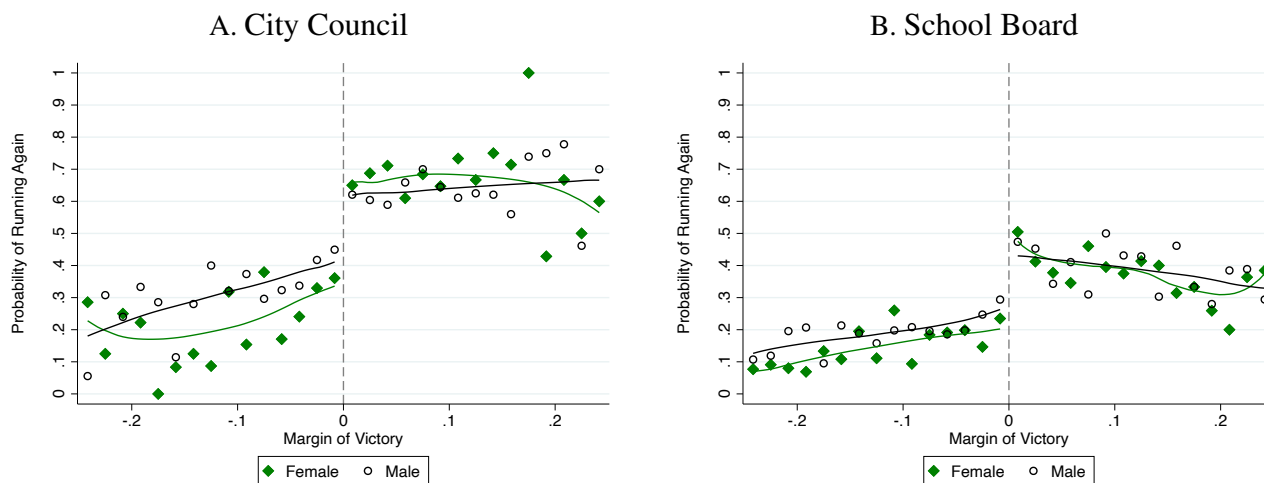 A. City Council
Probability of Running Again
1
.9
.8
.7
.6
.5
.4
.3
.2
.1
0
-.2 -.1 0 .1 .2
Margin of Victory
Female Male
B. School Board
Probability of Running Again
1
.9
.8
.7
.6
.5
.4
.3
.2
.1
0
-.2 -.1 0 .1 .2
Margin of Victory
Female Male